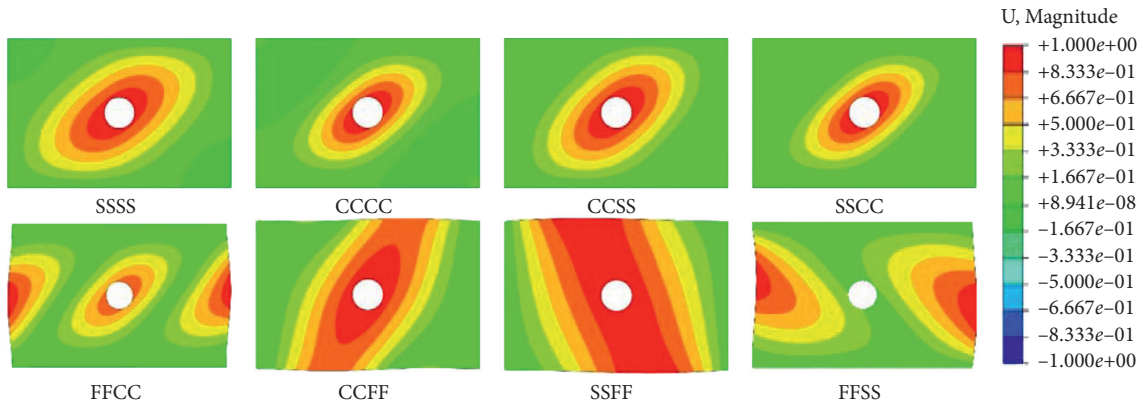 U, Magnitude
+1.000e+00
+8.333e−01
+6.667e−01
+5.000e−01
+3.333e−01
+1.667e−01
+8.941e−08
−1.667e−01
−3.333e−01
−5.000e−01
−6.667e−01
−8.333e−01
−1.000e+00
SSSS CCCC CCSS SSCC
FFCC CCFF SSFF FFSS